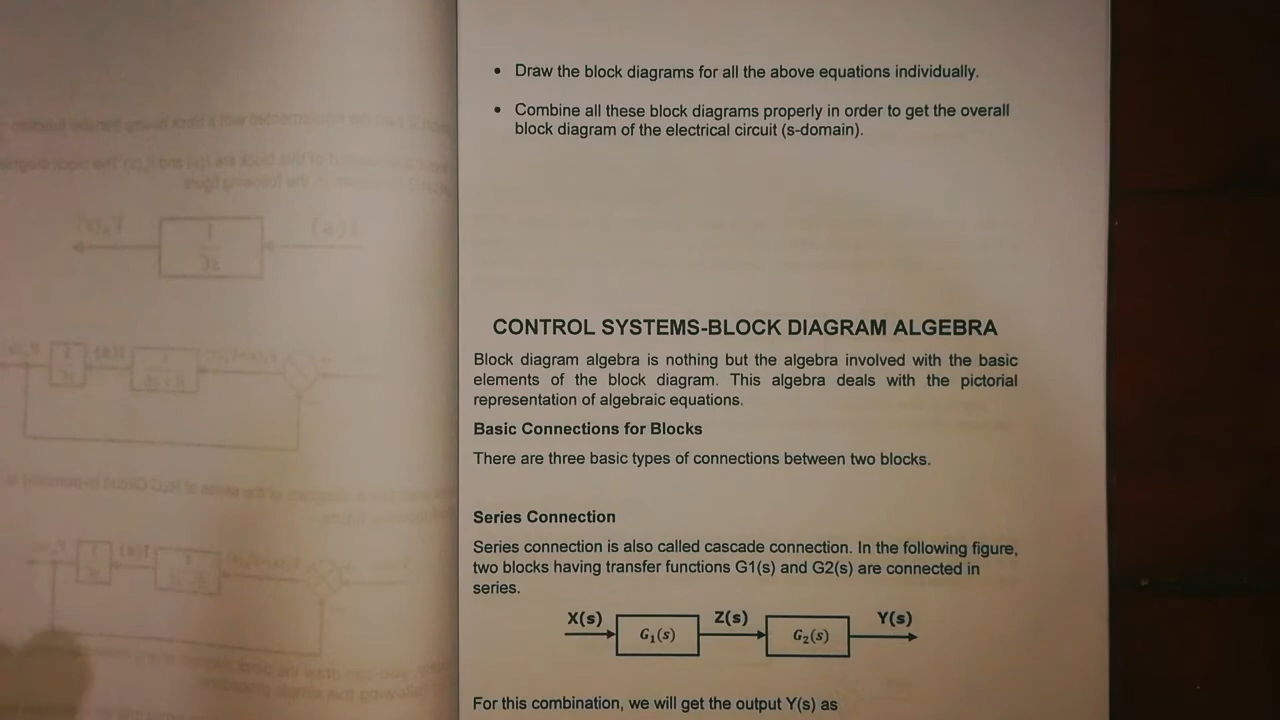 • Draw the block diagrams for all the above equations individually.
• Combine all these block diagrams properly in order to get the overall
block diagram of the electrical circuit (s-domain).
CONTROL SYSTEMS-BLOCK DIAGRAM ALGEBRA
Block diagram algebra is nothing but the algebra involved with the basic
elements of the block diagram. This algebra deals with the pictorial
representation of algebraic equations.
Basic Connections for Blocks
There are three basic types of connections between two blocks.
Series Connection
Series connection is also called cascade connection. In the following figure,
two blocks having transfer functions G1(s) and G2(s) are connected in
series.
X(s) G₁(s) Z(s) G₂(s) Y(s)
For this combination, we will get the output Y(s) as